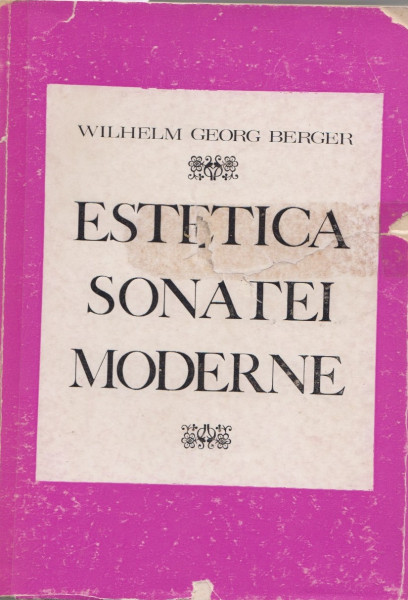 WILHELM GEORG BERGER
ESTETICA
SONATEI
MODERNE